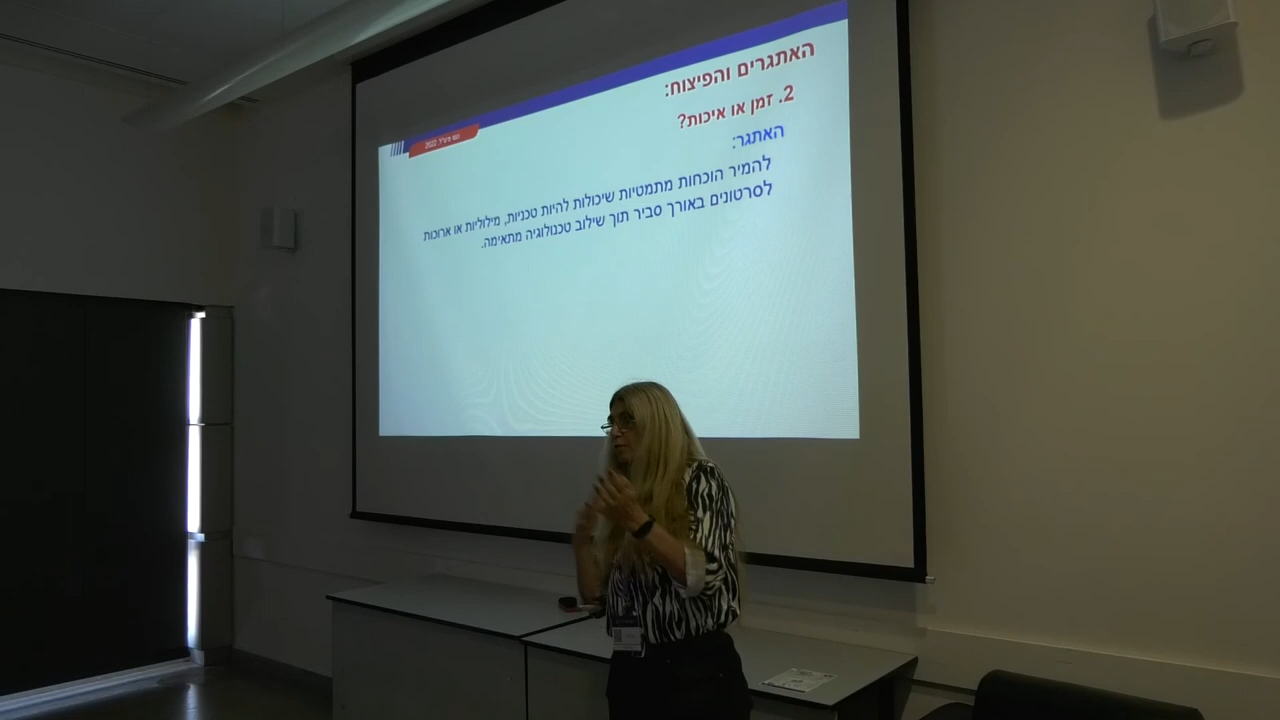 האתגרים והפיצוח:
2. זמן או איכות?
האתגר:
להמיר הוכחות מתמטיות שיכולות להיות טכניות, מילוליות או ארוכות
לסרטונים באורך סביר תוך שילוב טכנולוגיה מתאימה.